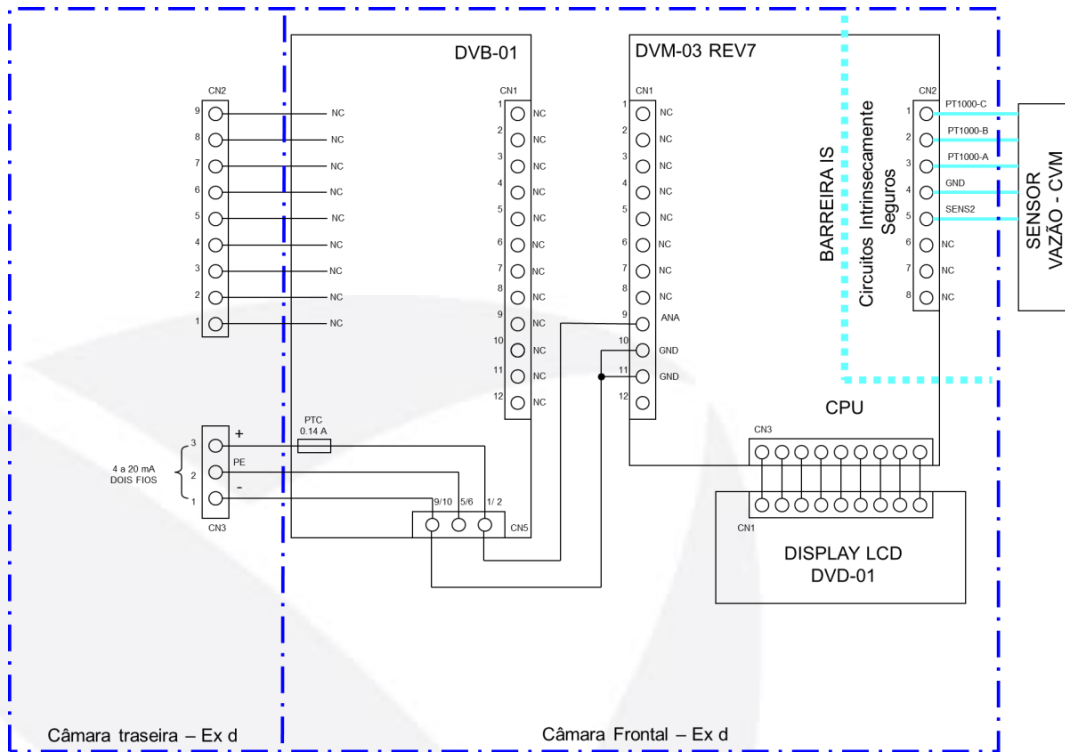 DVB-01
DVM-03 REV7
CN2
9
8
7
6
5
4
3
2
1
NC
NC
NC
NC
NC
NC
NC
NC
NC
CN1
1 NC
2 NC
3 NC
4 NC
5 NC
6 NC
7 NC
8 NC
9 NC
10 NC
11 NC
12 NC
CN1
1 NC
2 NC
3 NC
4 NC
5 NC
6 NC
7 NC
8 NC
9 ANA
10 GND
11 GND
12
BARREIRA IS
Circuitos Intrinsecamente
Seguros
CN2
1 PT1000-C
2 PT1000-B
3 PT1000-A
4 GND
5 SENS2
6 NC
7 NC
8 NC
SENSOR
VAZÃO - CVM
4 a 20 mA
DOIS FIOS
3 +
2 PE
1 -
CN3
PTC
0.14 A
9/10 5/6 1/ 2
CN5
CPU
CN3
CN1
DISPLAY LCD
DVD-01
Câmara traseira – Ex d
Câmara Frontal – Ex d